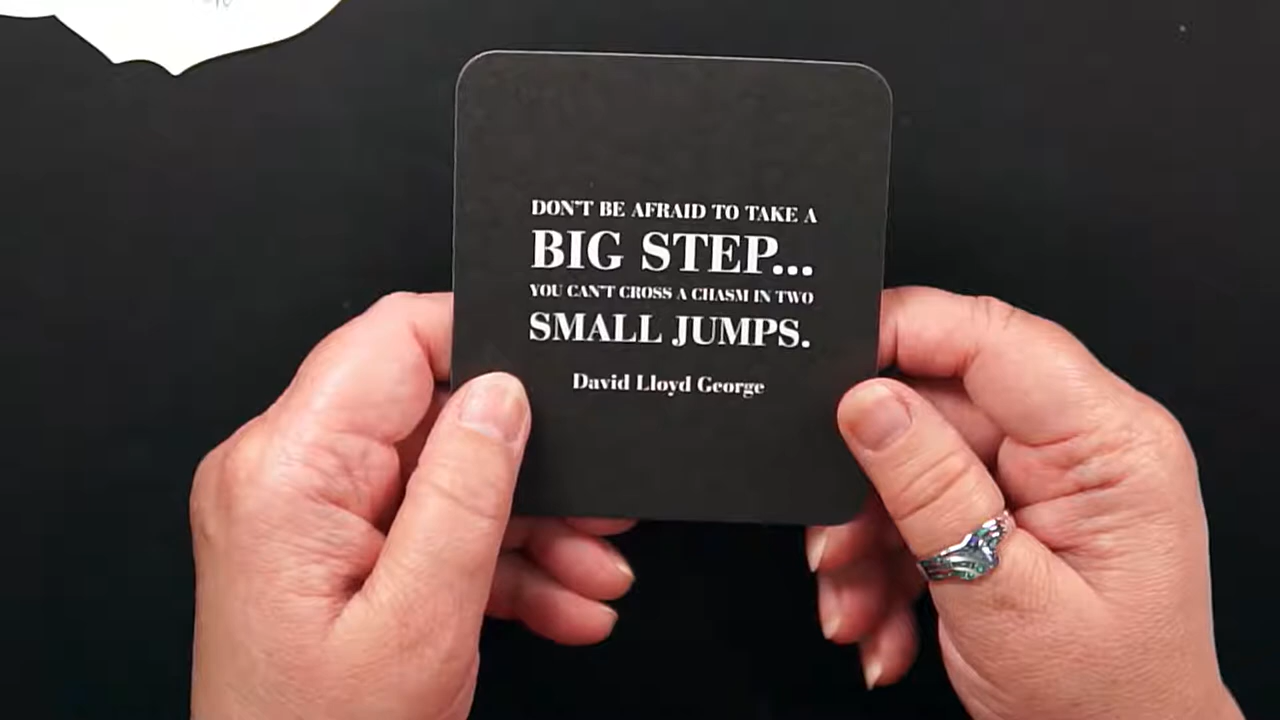 DON'T BE AFRAID TO TAKE A
BIG STEP...
YOU CAN'T CROSS A CHASM IN TWO
SMALL JUMPS.
David Lloyd George